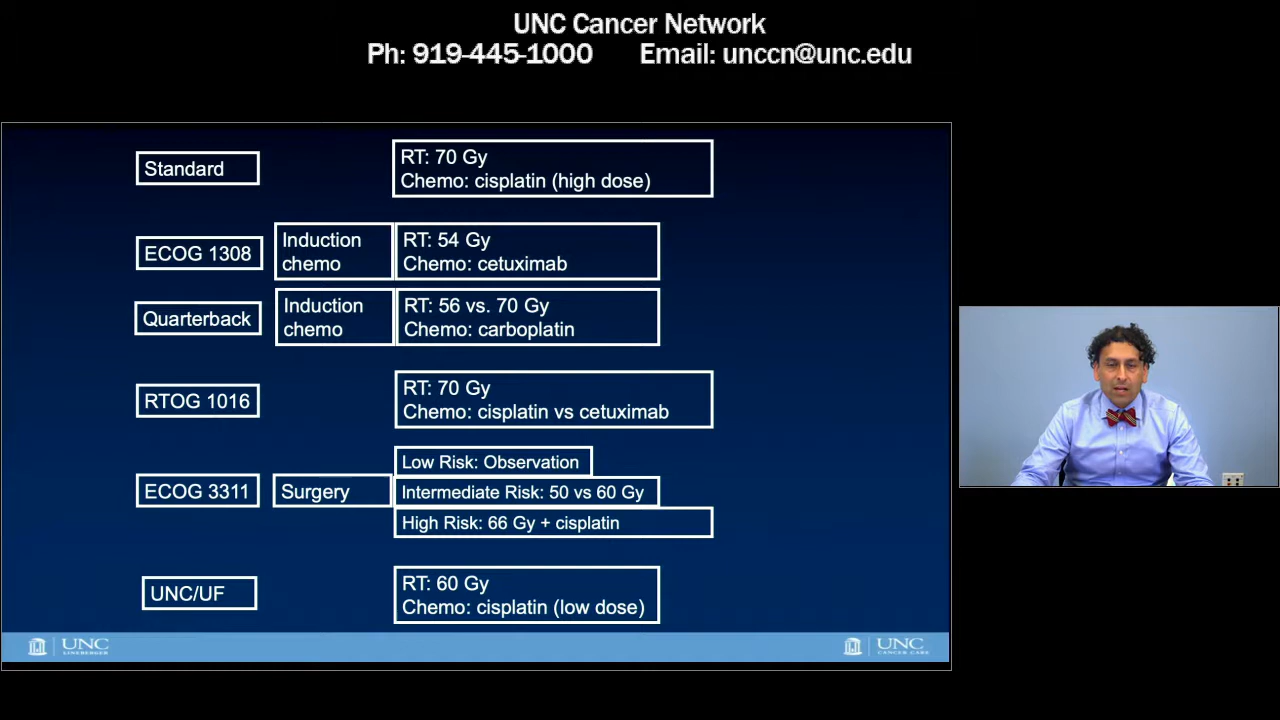 UNC Cancer Network
Ph: 919-445-1000 Email: unccn@unc.edu
Standard
RT: 70 Gy
Chemo: cisplatin (high dose)
ECOG 1308
Induction
chemo
RT: 54 Gy
Chemo: cetuximab
Quarterback
Induction
chemo
RT: 56 vs. 70 Gy
Chemo: carboplatin
RTOG 1016
RT: 70 Gy
Chemo: cisplatin vs cetuximab
ECOG 3311
Surgery
Low Risk: Observation
Intermediate Risk: 50 vs 60 Gy
High Risk: 66 Gy + cisplatin
UNC/UF
RT: 60 Gy
Chemo: cisplatin (low dose)
UNC
LINEBERGER
UNC
CANCER CARE